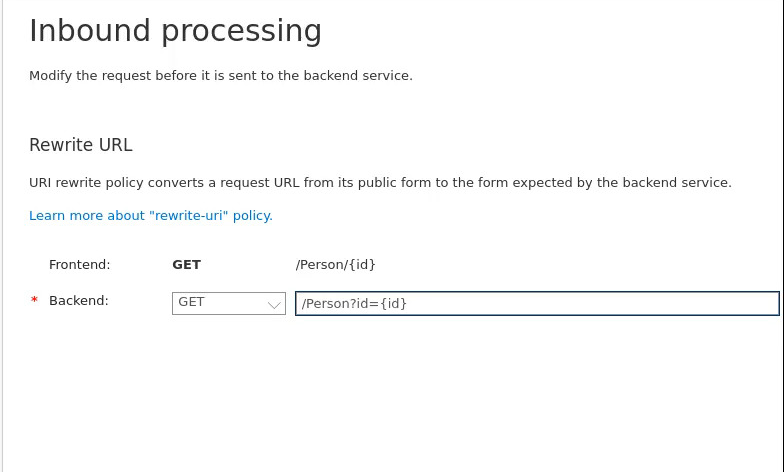 Inbound processing
Modify the request before it is sent to the backend service.
Rewrite URL
URI rewrite policy converts a request URL from its public form to the form expected by the backend service.
Learn more about "rewrite-uri" policy.
Frontend: GET /Person/{id}
* Backend: GET /Person?id={id}